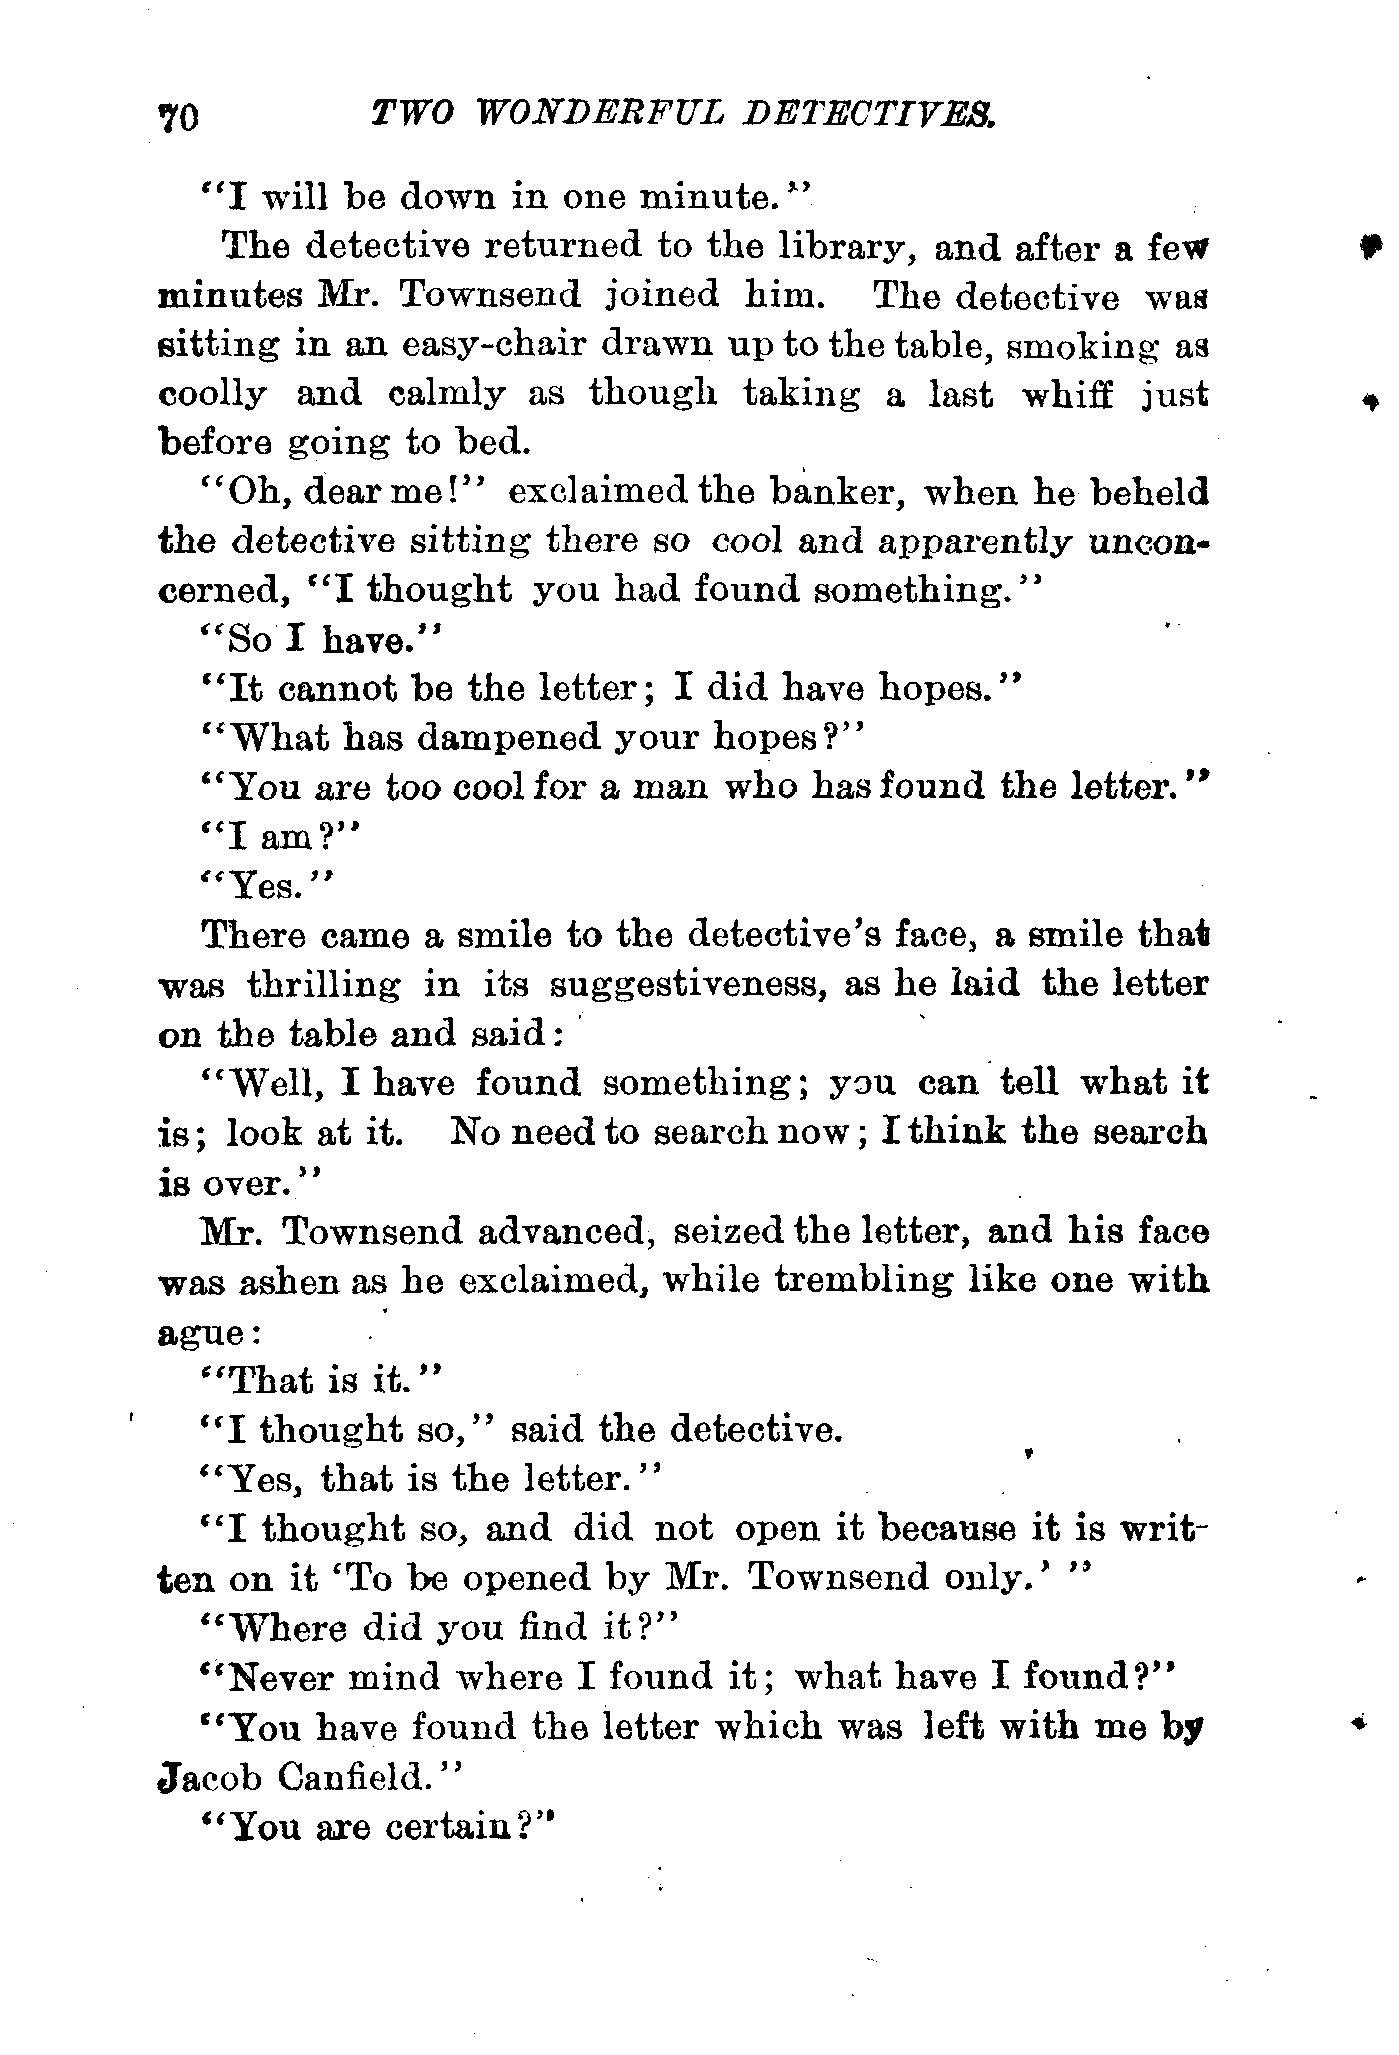 70 TWO WONDERFUL DETECTIVES.
"I will be down in one minute."
The detective returned to the library, and after a few
minutes Mr. Townsend joined him. The detective was
sitting in an easy-chair drawn up to the table, smoking as
coolly and calmly as though taking a last whiff just
before going to bed.
"Oh, dear me!" exclaimed the banker, when he beheld
the detective sitting there so cool and apparently uncon-
cerned, "I thought you had found something."
"So I have."
"It cannot be the letter; I did have hopes."
"What has dampened your hopes?"
"You are too cool for a man who has found the letter."
"I am?"
"Yes."
There came a smile to the detective's face, a smile that
was thrilling in its suggestiveness, as he laid the letter
on the table and said:
"Well, I have found something; you can tell what it
is; look at it. No need to search now; I think the search
is over."
Mr. Townsend advanced, seized the letter, and his face
was ashen as he exclaimed, while trembling like one with
ague:
"That is it."
"I thought so," said the detective.
"Yes, that is the letter."
"I thought so, and did not open it because it is writ-
ten on it 'To be opened by Mr. Townsend only.' "
"Where did you find it?"
"Never mind where I found it; what have I found?"
"You have found the letter which was left with me by
Jacob Canfield."
"You are certain?"